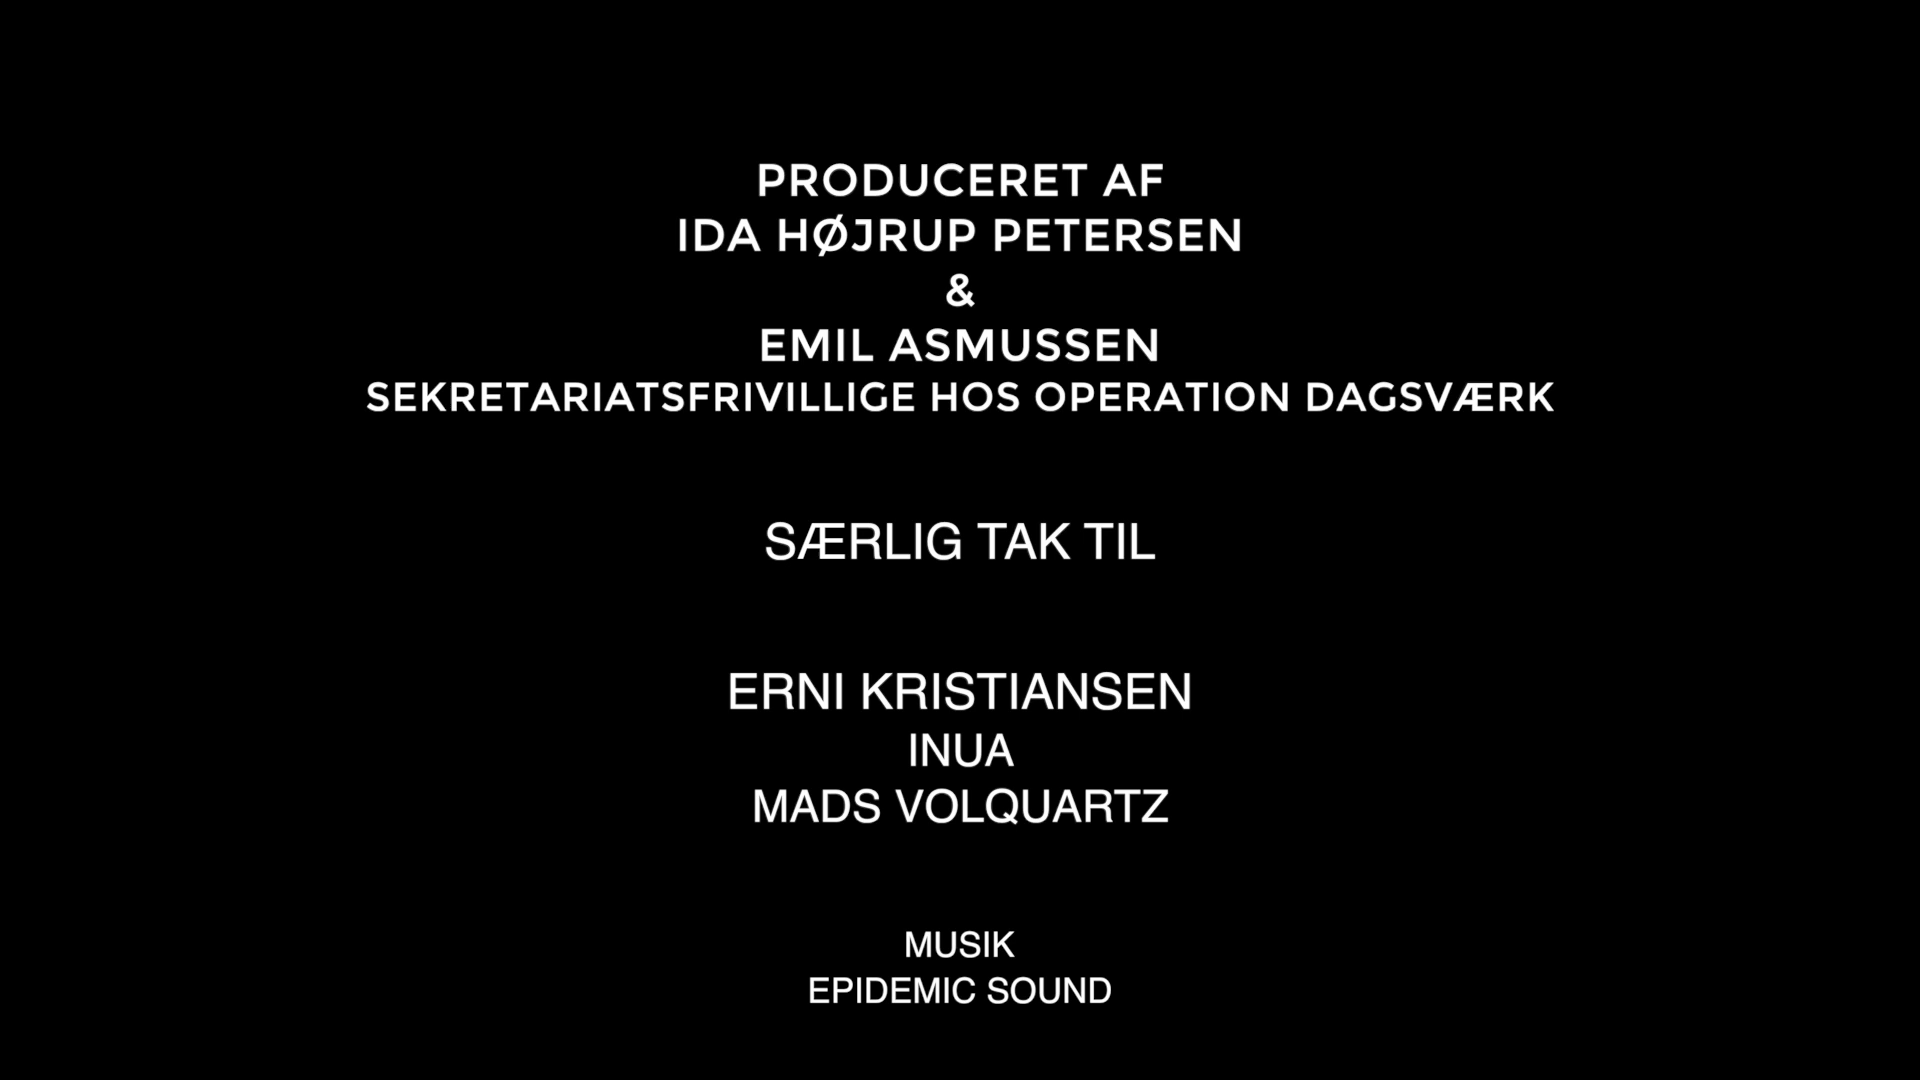 PRODUCERET AF
IDA HØJRUP PETERSEN
&
EMIL ASMUSSEN
SEKRETARIATSFRIVILLIGE HOS OPERATION DAGSVÆRK
SÆRLIG TAK TIL
ERNI KRISTIANSEN
INUA
MADS VOLQUARTZ
MUSIK
EPIDEMIC SOUND